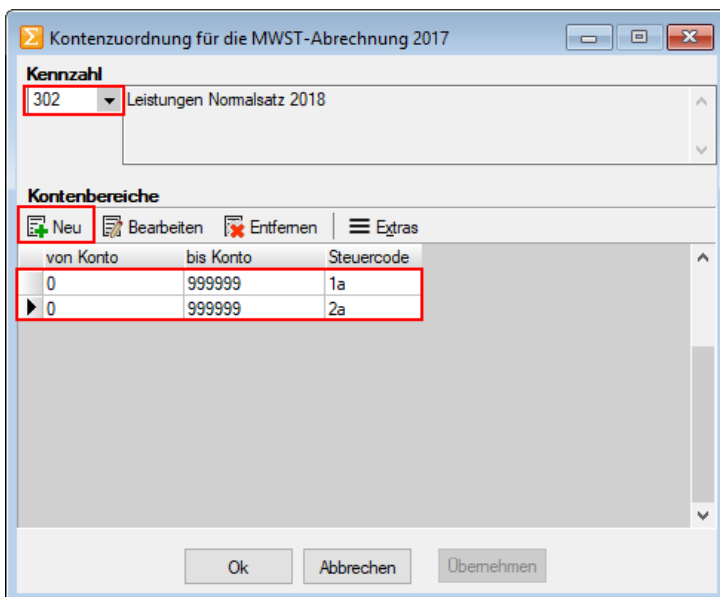 Kontenzuordnung für die MWST-Abrechnung 2017
Kennzahl
302 Leistungen Normalsatz 2018
Kontenbereiche
Neu Bearbeiten Entfernen Extras
von Konto bis Konto Steuercode
0 999999 1a
0 999999 2a
Ok Abbrechen Übernehmen